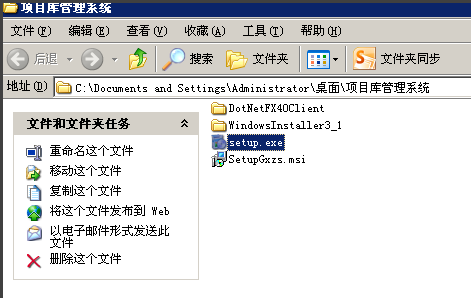 项目库管理系统
文件(F) 编辑(E) 查看(V) 收藏(A) 工具(T) 帮助(H)
后退 搜索 文件夹 文件夹同步
地址(D) C:\Documents and Settings\Administrator\桌面\项目库管理系统
文件和文件夹任务
重命名这个文件
移动这个文件
复制这个文件
将这个文件发布到 Web
以电子邮件形式发送此
文件
删除这个文件
DotNetFX40Client
WindowsInstaller3_1
setup.exe
SetupGxzs.msi